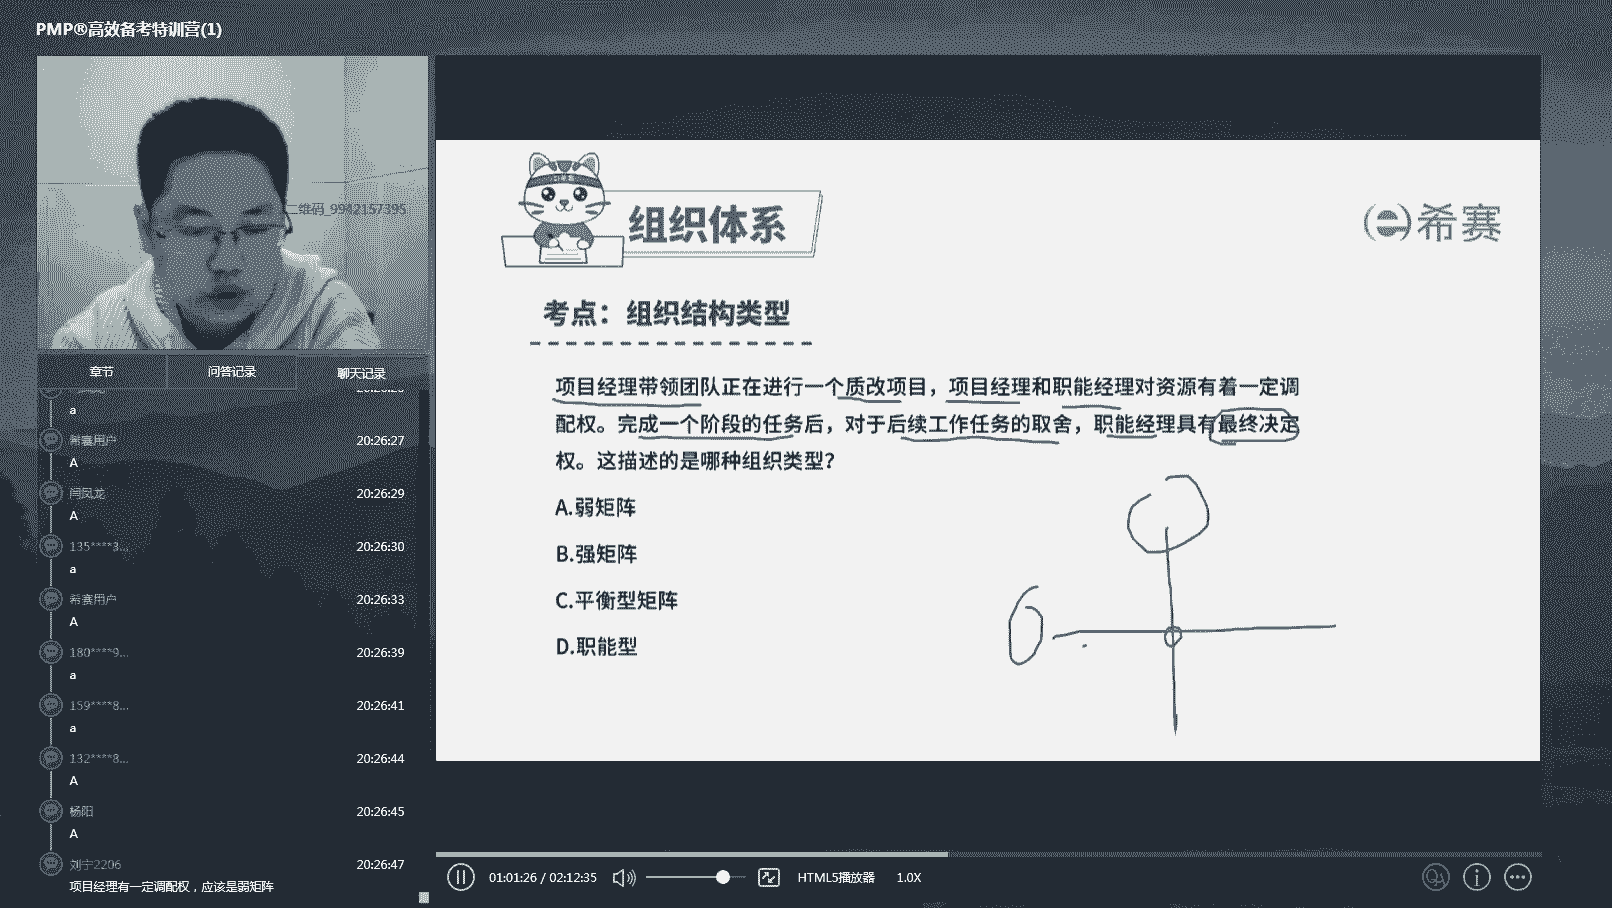 PMP®高效备考特训营(1)
二维码_9942157395
章节
问答记录
聊天记录
a
希赛用户
20:26:27
A
闫凤龙
20:26:29
A
135****3...
20:26:30
a
希赛用户
20:26:33
A
180****9...
20:26:39
a
159****8...
20:26:41
a
132****8...
20:26:44
A
杨阳
20:26:45
A
刘宁2206
20:26:47
项目经理有一定调配权，应该是弱矩阵
组织体系
希赛
考点：组织结构类型
项目经理带领团队正在进行一个质改项目，项目经理和职能经理对资源有着一定调
配权。完成一个阶段的任务后，对于后续工作任务的取舍，职能经理具有最终决定
权。这描述的是哪种组织类型？
A.弱矩阵
B.强矩阵
C.平衡型矩阵
D.职能型
01:01:26 / 02:12:35
HTML5播放器
1.0X